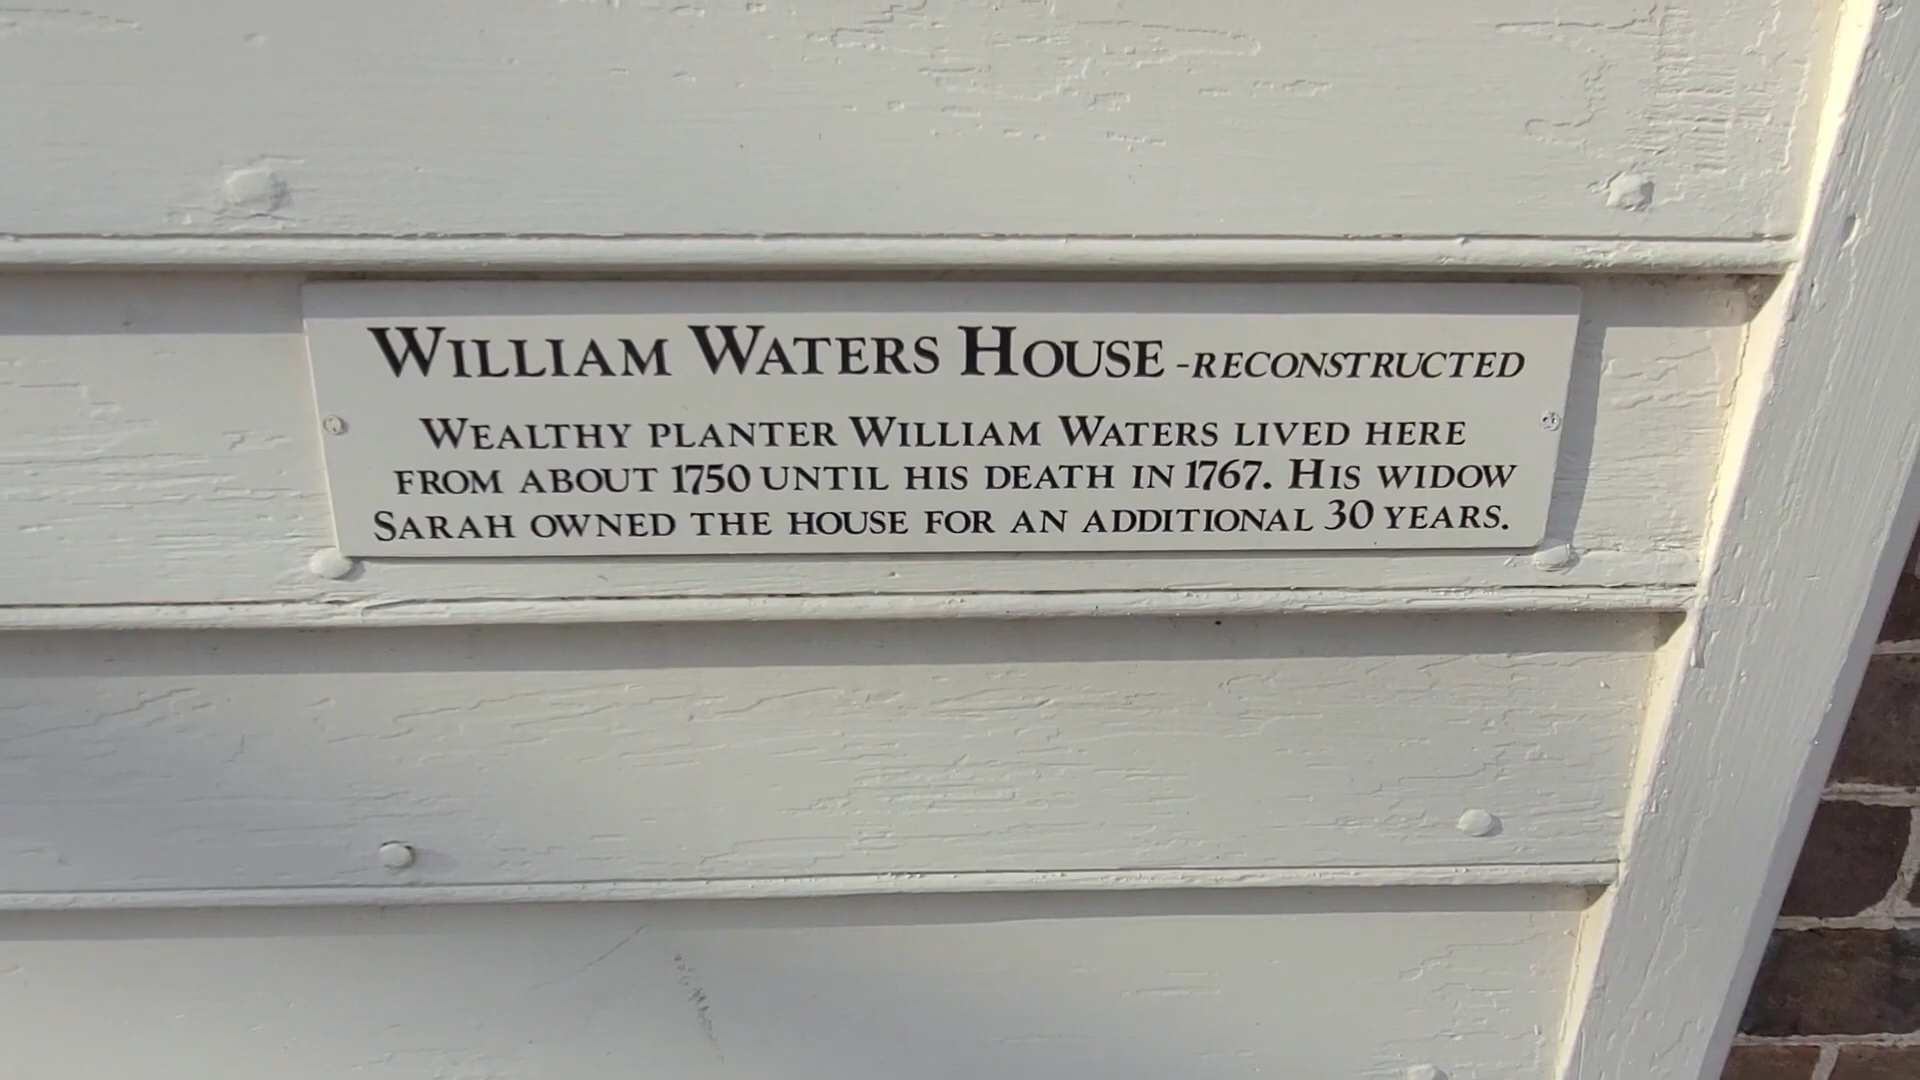 WILLIAM WATERS HOUSE -RECONSTRUCTED
WEALTHY PLANTER WILLIAM WATERS LIVED HERE
FROM ABOUT 1750 UNTIL HIS DEATH IN 1767. HIS WIDOW
SARAH OWNED THE HOUSE FOR AN ADDITIONAL 30 YEARS.